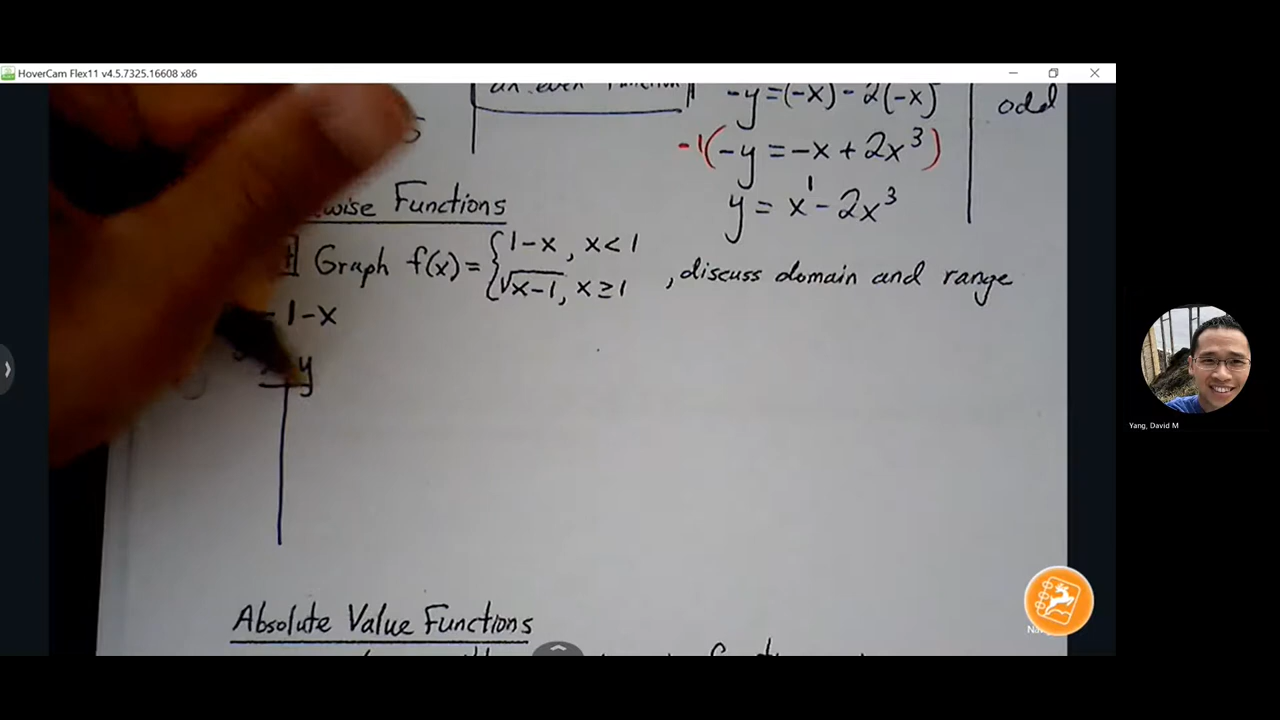 HoverCam Flex11 v4.5.7325.16608 x86
an even function
-y=(-x)-2(-x)
odd
-1(-y=-x+2x³)
y=x¹-2x³
wise Functions
Graph f(x)={1-x, x<1
√x-1, x≥1
, discuss domain and range
=1-x
y
Absolute Value Functions
Yang, David M